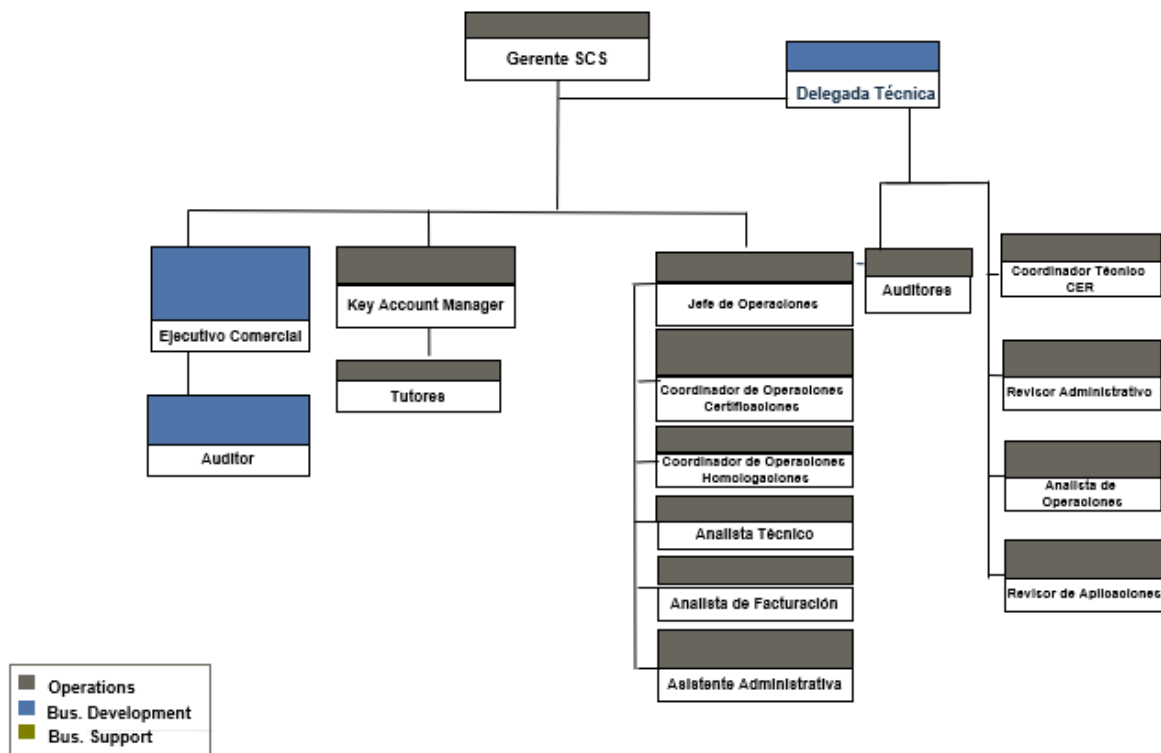 Gerente SCS
Delegada Técnica
Ejecutivo Comercial
Auditor
Key Account Manager
Tutores
Jefe de Operaciones
Coordinador de Operaciones
Certificaciones
Coordinador de Operaciones
Homologaciones
Analista Técnico
Analista de Facturación
Asistente Administrativa
Auditores
Coordinador Técnico
CER
Revisor Administrativo
Analista de
Operaciones
Revisor de Aplicaciones
Operations
Bus. Development
Bus. Support